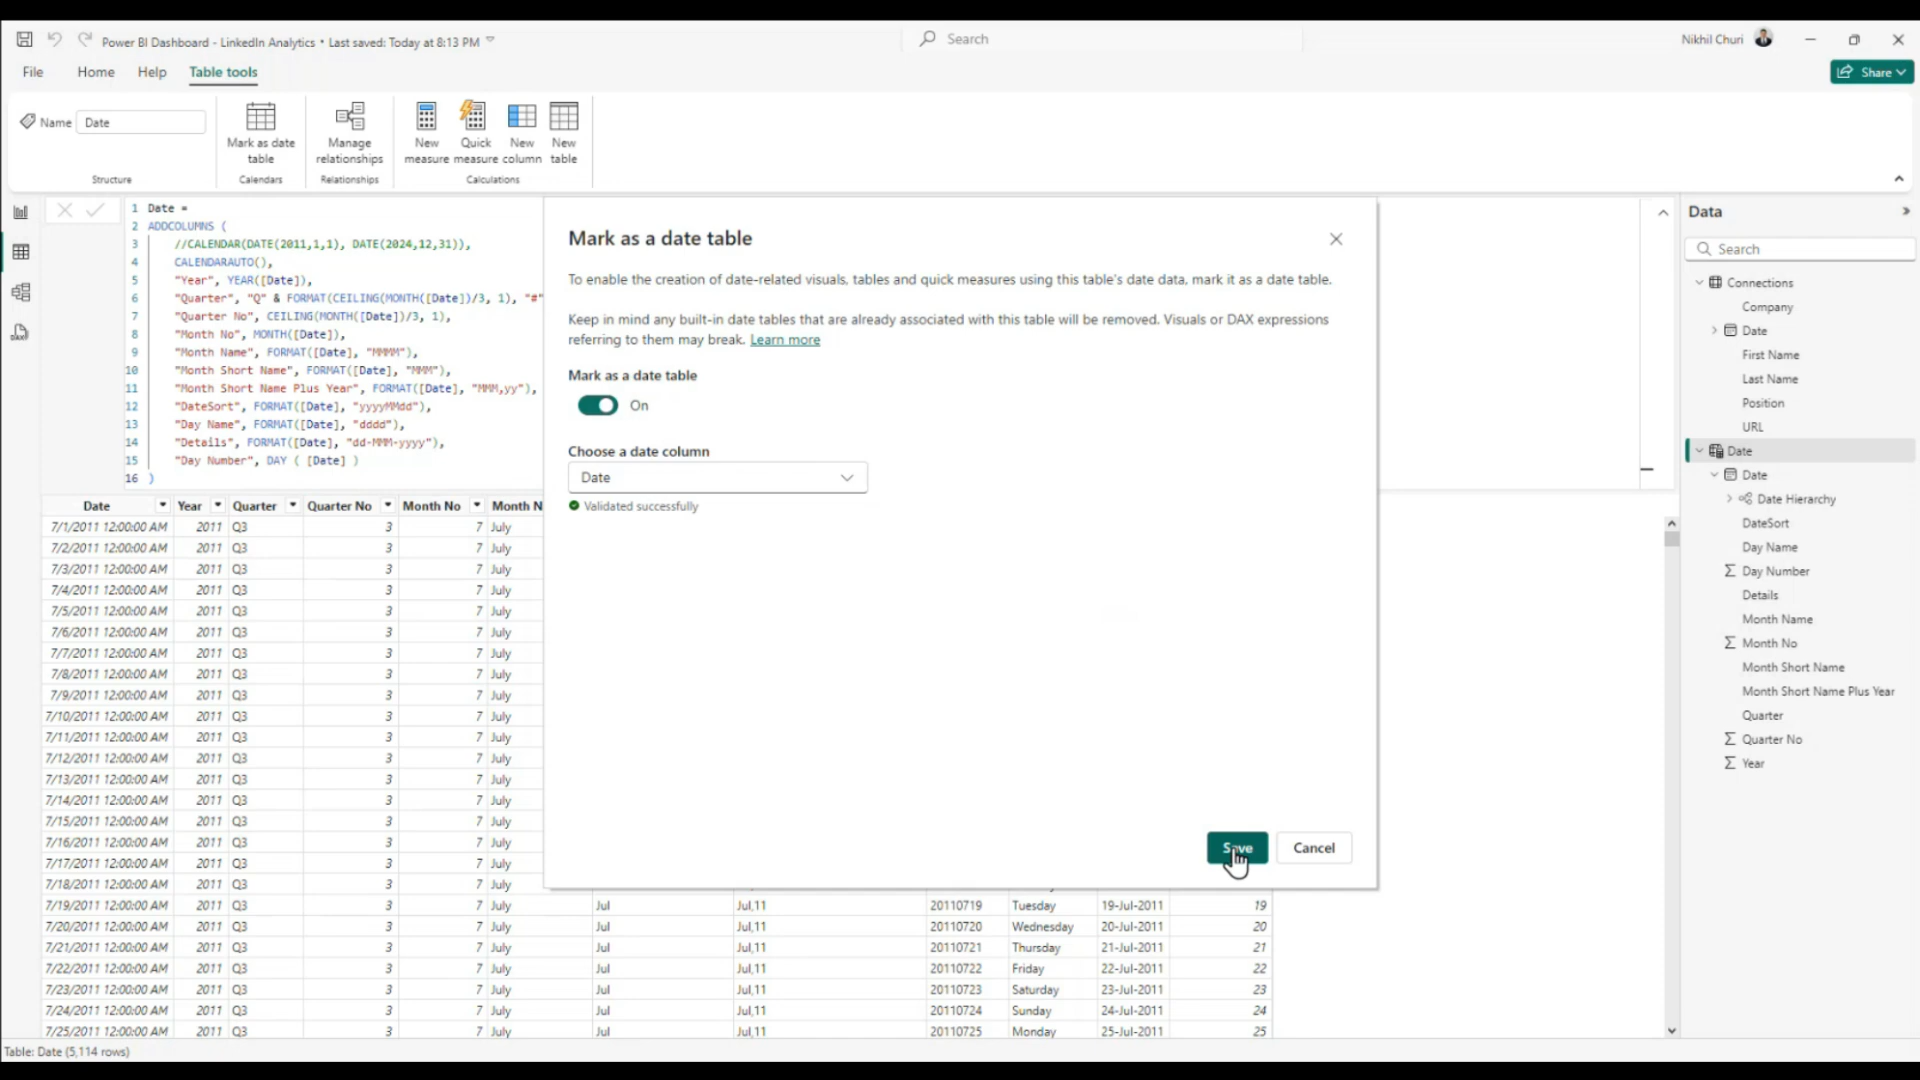 Power BI Dashboard - LinkedIn Analytics • Last saved: Today at 8:13 PM
Search
Nikhil Churi
File Home Help Table tools
Share
Name Date
Mark as date table
Manage relationships
New measure
Quick measure
New column
New table
Structure
Calendars
Relationships
Calculations
1 Date =
2 ADDCOLUMNS (
3 //CALENDAR(DATE(2011,1,1), DATE(2024,12,31)),
4 CALENDARAUTO(),
5 "Year", YEAR([Date]),
6 "Quarter", "Q" & FORMAT(CEILING(MONTH([Date])/3, 1), "#"
7 "Quarter No", CEILING(MONTH([Date])/3, 1),
8 "Month No", MONTH([Date]),
9 "Month Name", FORMAT([Date], "MMMM"),
10 "Month Short Name", FORMAT([Date], "MMM"),
11 "Month Short Name Plus Year", FORMAT([Date], "MMM,yy"),
12 "DateSort", FORMAT([Date], "yyyyMMdd"),
13 "Day Name", FORMAT([Date], "dddd"),
14 "Details", FORMAT([Date], "dd-MMM-yyyy"),
15 "Day Number", DAY ( [Date] )
16 )
Mark as a date table
To enable the creation of date-related visuals, tables and quick measures using this table's date data, mark it as a date table.
Keep in mind any built-in date tables that are already associated with this table will be removed. Visuals or DAX expressions
referring to them may break. Learn more
Mark as a date table
On
Choose a date column
Date
Validated successfully
Save Cancel
Date Year Quarter Quarter No Month No Month N
7/1/2011 12:00:00 AM 2011 Q3 3 7 July
7/2/2011 12:00:00 AM 2011 Q3 3 7 July
7/3/2011 12:00:00 AM 2011 Q3 3 7 July
7/4/2011 12:00:00 AM 2011 Q3 3 7 July
7/5/2011 12:00:00 AM 2011 Q3 3 7 July
7/6/2011 12:00:00 AM 2011 Q3 3 7 July
7/7/2011 12:00:00 AM 2011 Q3 3 7 July
7/8/2011 12:00:00 AM 2011 Q3 3 7 July
7/9/2011 12:00:00 AM 2011 Q3 3 7 July
7/10/2011 12:00:00 AM 2011 Q3 3 7 July
7/11/2011 12:00:00 AM 2011 Q3 3 7 July
7/12/2011 12:00:00 AM 2011 Q3 3 7 July
7/13/2011 12:00:00 AM 2011 Q3 3 7 July
7/14/2011 12:00:00 AM 2011 Q3 3 7 July
7/15/2011 12:00:00 AM 2011 Q3 3 7 July
7/16/2011 12:00:00 AM 2011 Q3 3 7 July
7/17/2011 12:00:00 AM 2011 Q3 3 7 July
7/18/2011 12:00:00 AM 2011 Q3 3 7 July
7/19/2011 12:00:00 AM 2011 Q3 3 7 July Jul Jul,11 20110719 Tuesday 19-Jul-2011 19
7/20/2011 12:00:00 AM 2011 Q3 3 7 July Jul Jul,11 20110720 Wednesday 20-Jul-2011 20
7/21/2011 12:00:00 AM 2011 Q3 3 7 July Jul Jul,11 20110721 Thursday 21-Jul-2011 21
7/22/2011 12:00:00 AM 2011 Q3 3 7 July Jul Jul,11 20110722 Friday 22-Jul-2011 22
7/23/2011 12:00:00 AM 2011 Q3 3 7 July Jul Jul,11 20110723 Saturday 23-Jul-2011 23
7/24/2011 12:00:00 AM 2011 Q3 3 7 July Jul Jul,11 20110724 Sunday 24-Jul-2011 24
7/25/2011 12:00:00 AM 2011 Q3 3 7 July Jul Jul,11 20110725 Monday 25-Jul-2011 25
Data
Search
Connections
Company
Date
First Name
Last Name
Position
URL
Date
Date
Date Hierarchy
DateSort
Day Name
Day Number
Details
Month Name
Month No
Month Short Name
Month Short Name Plus Year
Quarter
Quarter No
Year
Table: Date (5,114 rows)